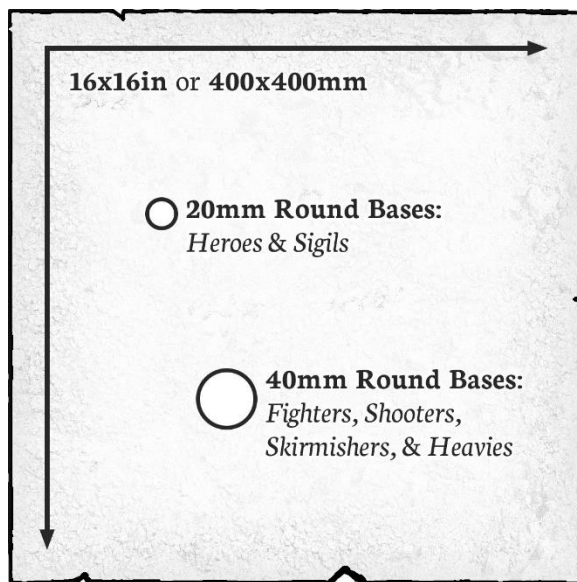 16x16in or 400x400mm
20mm Round Bases:
Heroes & Sigils
40mm Round Bases:
Fighters, Shooters,
Skirmishers, & Heavies